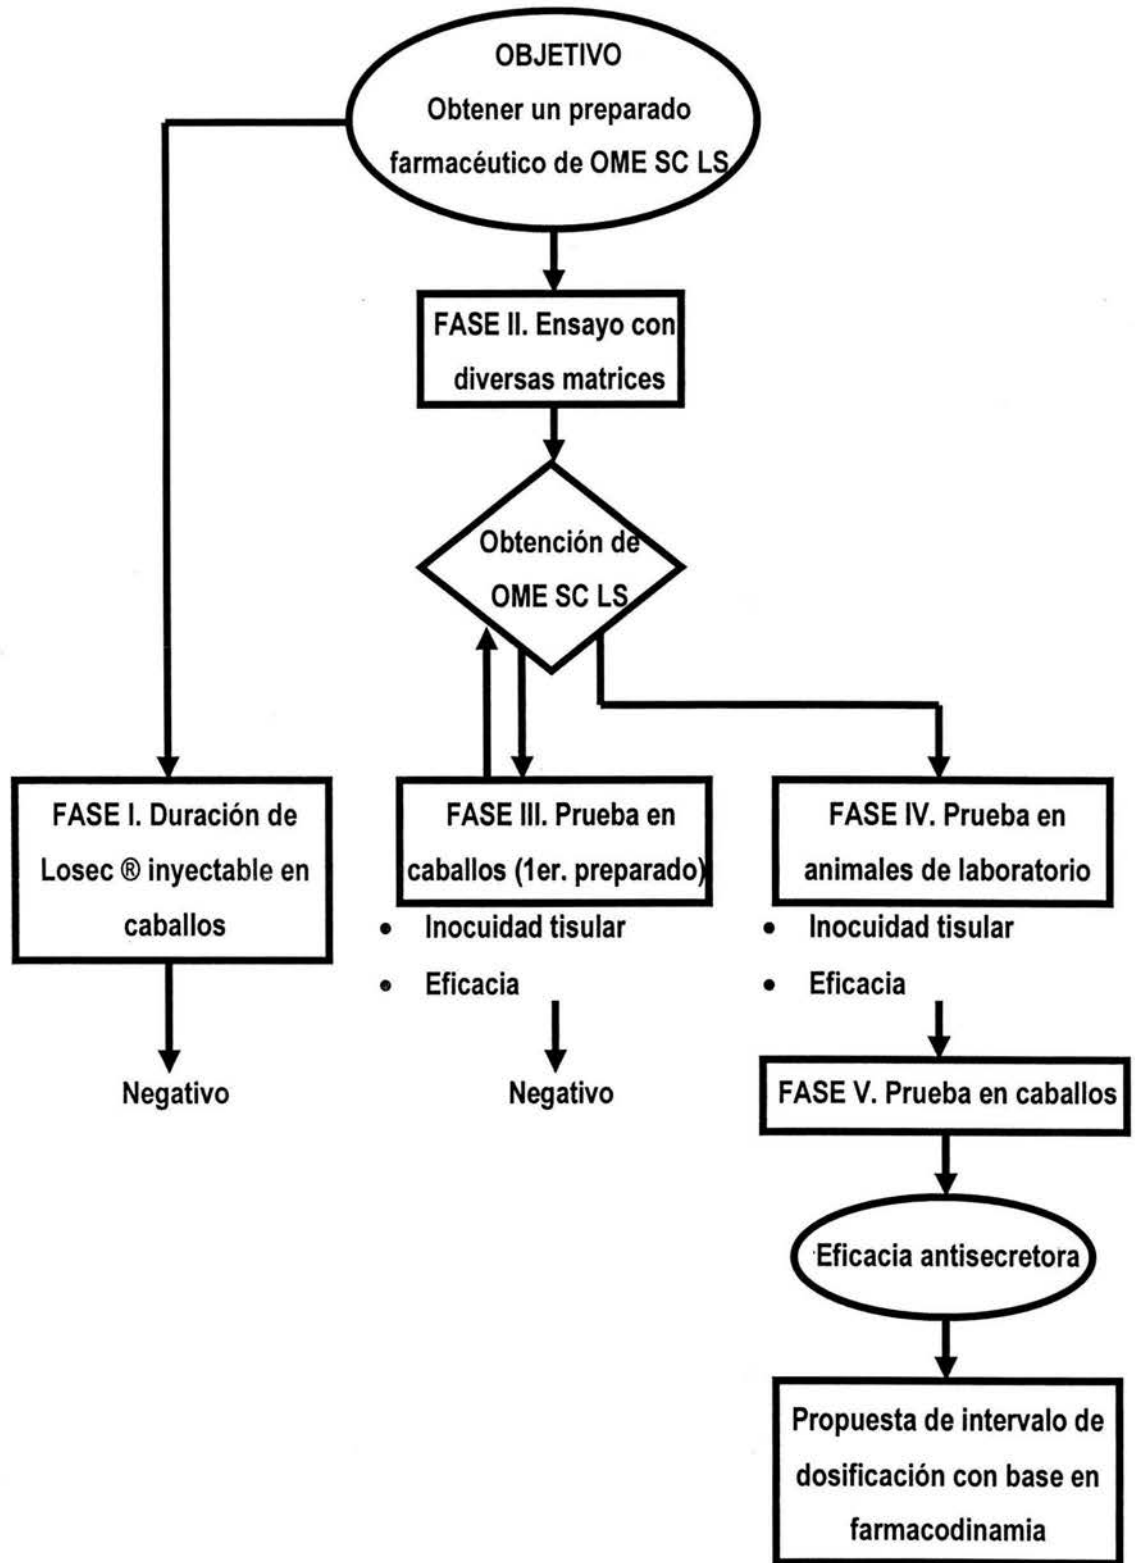 OBJETIVO
Obtener un preparado
farmacéutico de OME SC LS
FASE II. Ensayo con
diversas matrices
Obtención de
OME SC LS
FASE I. Duración de
Losec ® inyectable en
caballos
Negativo
FASE III. Prueba en
caballos (1er. preparado)
• Inocuidad tisular
• Eficacia
Negativo
FASE IV. Prueba en
animales de laboratorio
• Inocuidad tisular
• Eficacia
FASE V. Prueba en caballos
Eficacia antisecretora
Propuesta de intervalo de
dosificación con base en
farmacodinamia